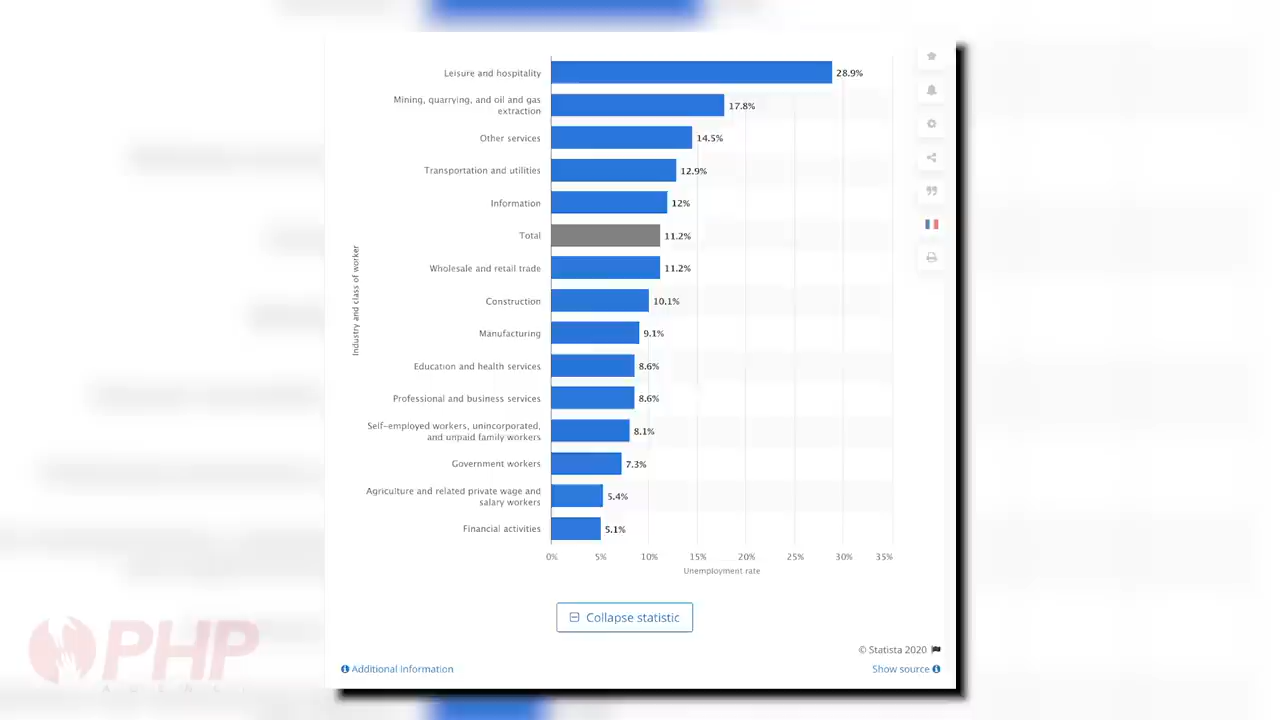 Leisure and hospitality 28.9%
Mining, quarrying, and oil and gas
extraction 17.8%
Other services 14.5%
Transportation and utilities 12.9%
Information 12%
Total 11.2%
Wholesale and retail trade 11.2%
Construction 10.1%
Manufacturing 9.1%
Education and health services 8.6%
Professional and business services 8.6%
Self-employed workers, unincorporated,
and unpaid family workers 8.1%
Government workers 7.3%
Agriculture and related private wage and
salary workers 5.4%
Financial activities 5.1%
Industry and class of worker
0% 5% 10% 15% 20% 25% 30% 35%
Unemployment rate
Collapse statistic
© Statista 2020
Additional Information
Show source
PHP
AGENCY